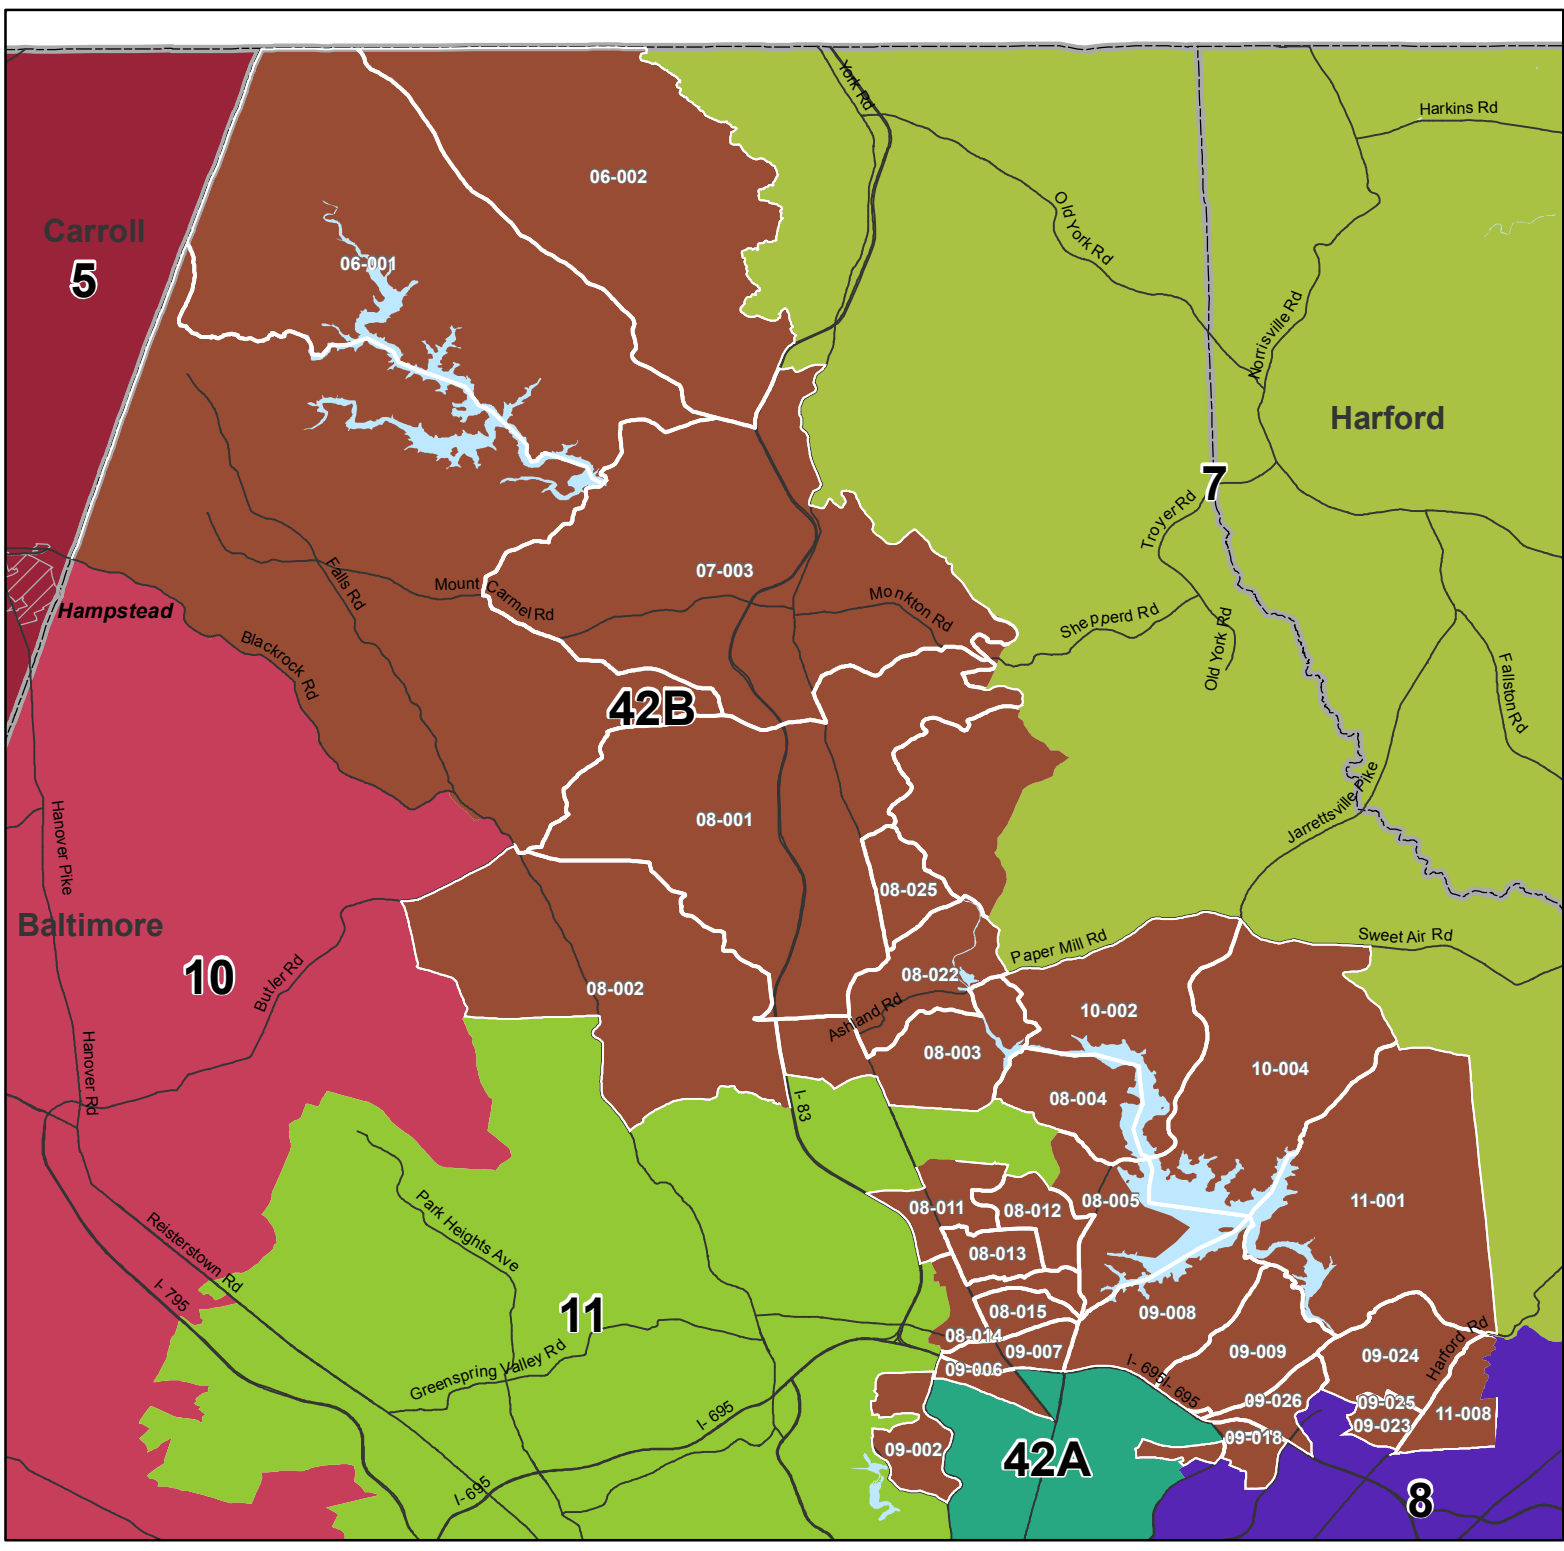 York Rd
Harkins Rd
06-002
Carroll
5
Old York Rd
06-001
Norrisville Rd
Harford
7
Troyer Rd
07-003
Falls Rd
Mount Carmel Rd
Monkton Rd
Hampstead
Shepperd Rd
Old York Rd
Blackrock Rd
Fallston Rd
42B
Jarrettsville Pike
Hanover Pike
08-001
08-025
Baltimore
Paper Mill Rd
Sweet Air Rd
10
Butler Rd
08-022
08-002
Ashland Rd
10-002
08-003
10-004
Hanover Rd
08-004
I- 83
08-005
11-001
08-011
08-012
Park Heights Ave
Reisterstown Rd
08-013
I- 795
11
08-015
09-008
08-014
Harford Rd
09-007
09-009
09-024
Greenspring Valley Rd
09-006
I- 695
I- 695
09-026
09-025
I- 695
11-008
09-023
09-018
09-002
42A
I- 695
8